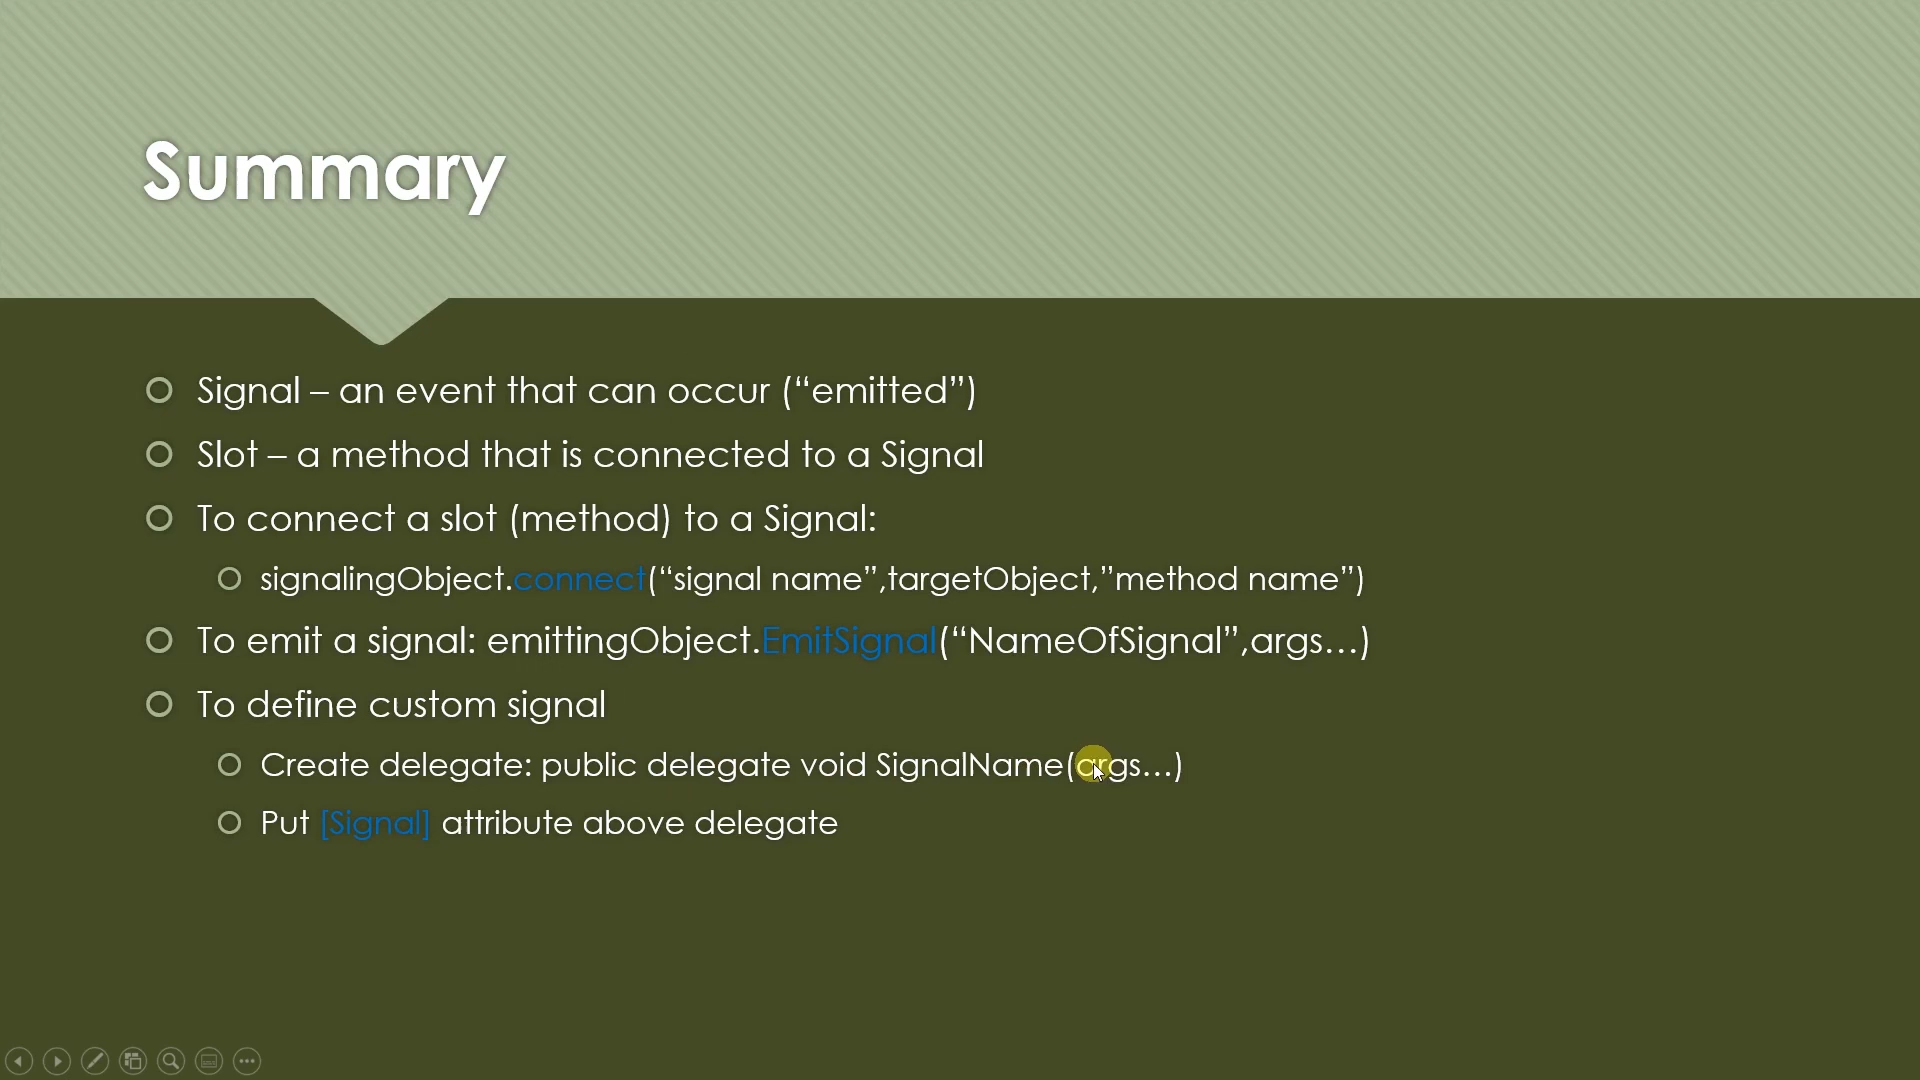 Summary
Signal – an event that can occur (“emitted”)
Slot – a method that is connected to a Signal
To connect a slot (method) to a Signal:
signalingObject.connect(“signal name”,targetObject,”method name”)
To emit a signal: emittingObject.EmitSignal(“NameOfSignal”,args…)
To define custom signal
Create delegate: public delegate void SignalName(args…)
Put [Signal] attribute above delegate